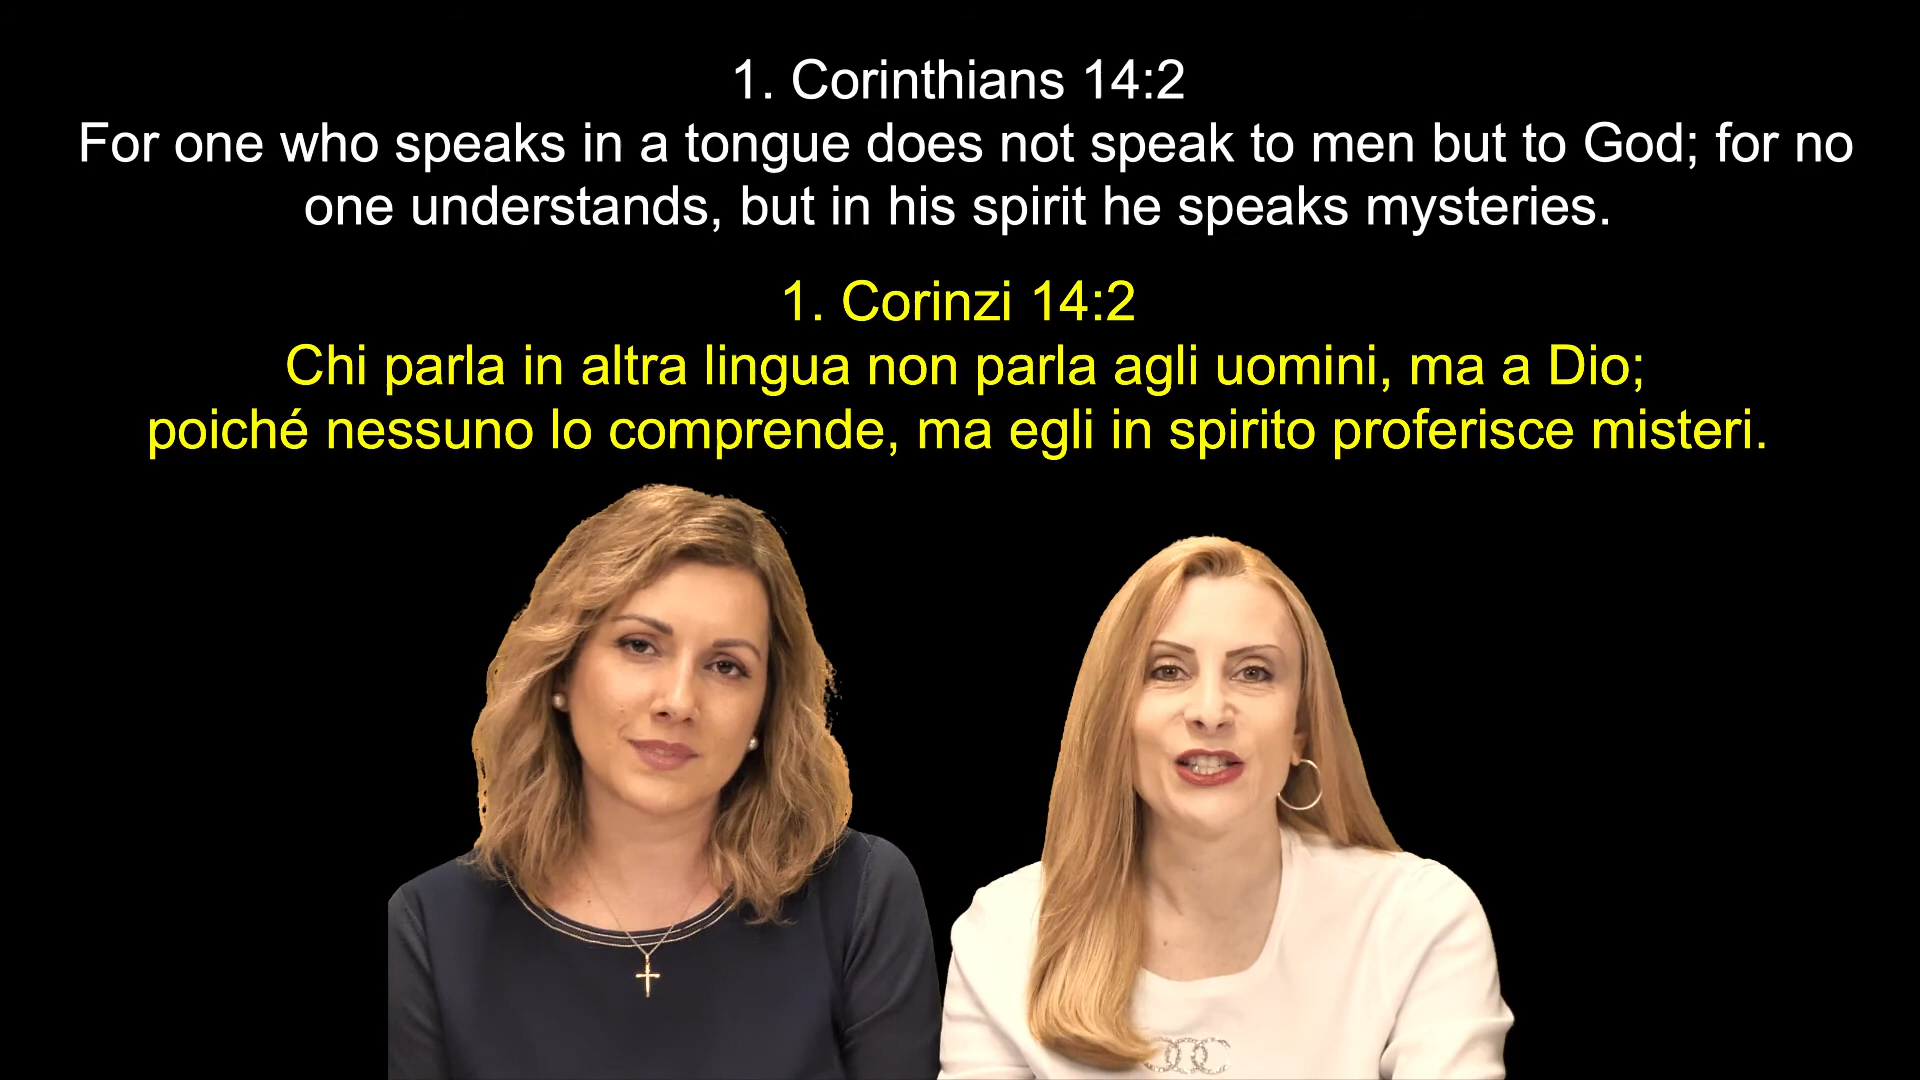 1. Corinthians 14:2
For one who speaks in a tongue does not speak to men but to God; for no
one understands, but in his spirit he speaks mysteries.
1. Corinzi 14:2
Chi parla in altra lingua non parla agli uomini, ma a Dio;
poiché nessuno lo comprende, ma egli in spirito proferisce misteri.